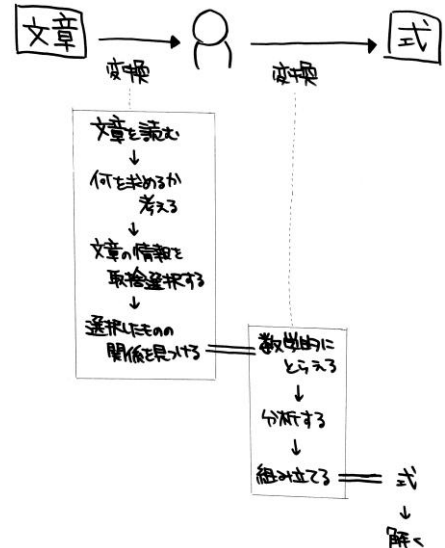 文章
式
変換
変換
文章を読む
↓
何を求めるか
考える
↓
文章の情報を
取捨選択する
↓
選択したものの
関係を見つける
数学的に
とらえる
↓
分析する
↓
組み立てる
式
↓
解く